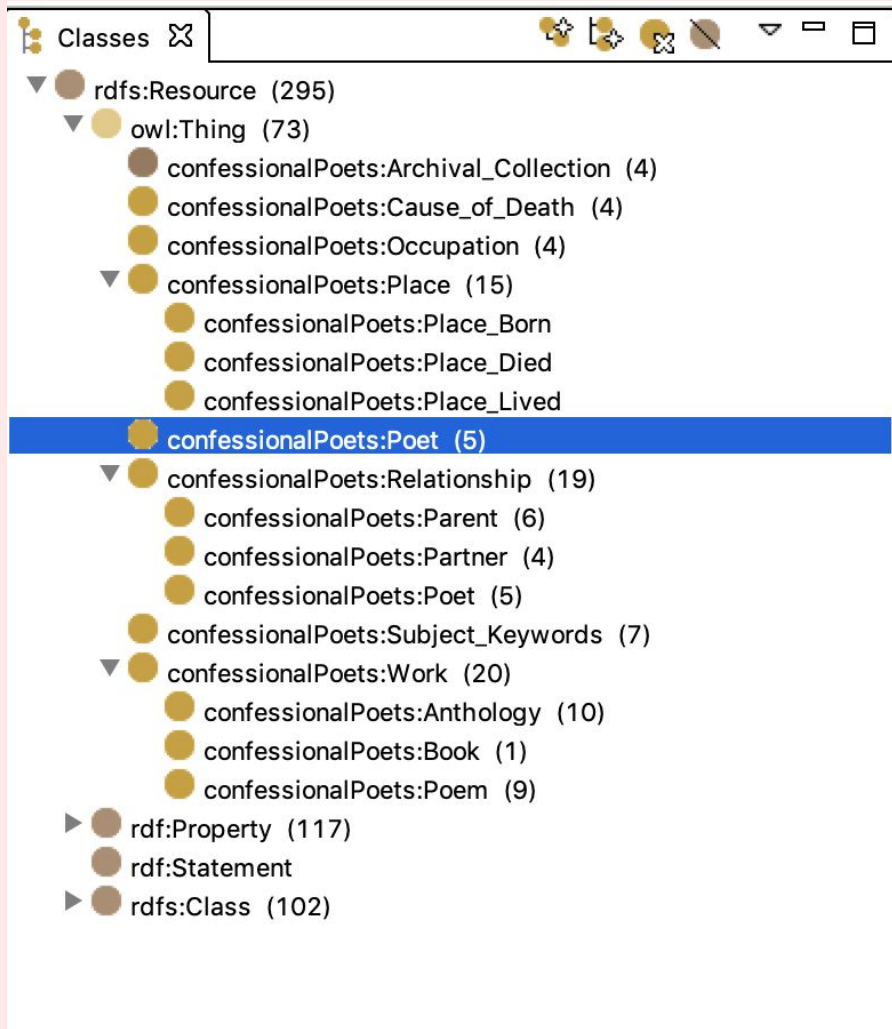 Classes
rdfs:Resource (295)
owl:Thing (73)
confessionalPoets:Archival_Collection (4)
confessionalPoets:Cause_of_Death (4)
confessionalPoets:Occupation (4)
confessionalPoets:Place (15)
confessionalPoets:Place_Born
confessionalPoets:Place_Died
confessionalPoets:Place_Lived
confessionalPoets:Poet (5)
confessionalPoets:Relationship (19)
confessionalPoets:Parent (6)
confessionalPoets:Partner (4)
confessionalPoets:Poet (5)
confessionalPoets:Subject_Keywords (7)
confessionalPoets:Work (20)
confessionalPoets:Anthology (10)
confessionalPoets:Book (1)
confessionalPoets:Poem (9)
rdf:Property (117)
rdf:Statement
rdfs:Class (102)